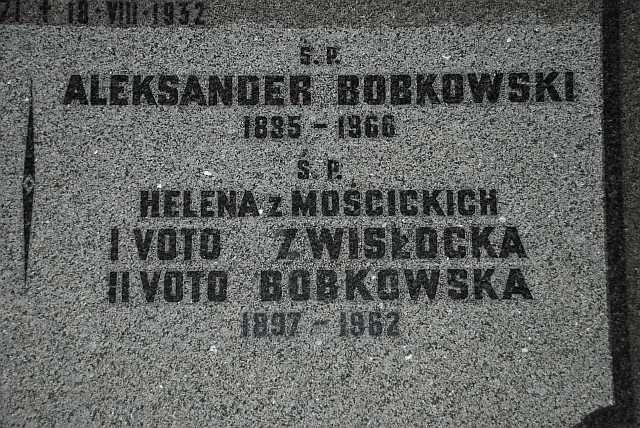 † 18·VIII·1932
Ś.P.
ALEKSANDER BOBKOWSKI
1885 – 1966
Ś.P.
HELENA z MOŚCICKICH
I VOTO ZWISŁOCKA
II VOTO BOBKOWSKA
1897 – 1962